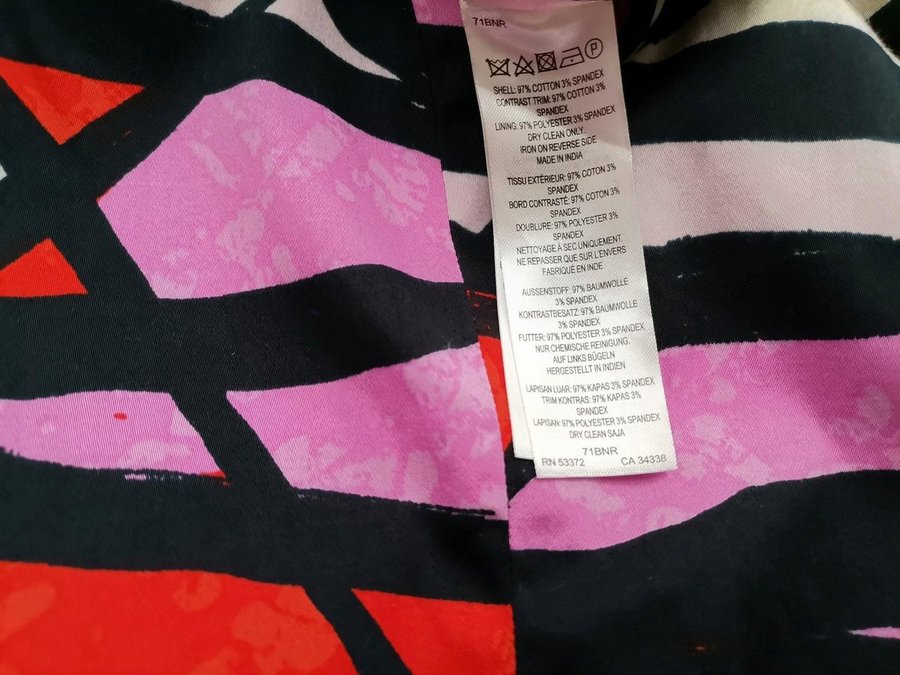 71BNR
P
SHELL: 97% COTTON 3% SPANDEX
CONTRAST TRIM: 97% COTTON 3%
SPANDEX
LINING: 97% POLYESTER 3% SPANDEX
DRY CLEAN ONLY.
IRON ON REVERSE SIDE
MADE IN INDIA
TISSU EXTÉRIEUR: 97% COTON 3%
SPANDEX
BORD CONTRASTÉ: 97% COTON 3%
SPANDEX
DOUBLURE: 97% POLYESTER 3%
SPANDEX
NETTOYAGE À SEC UNIQUEMENT
NE REPASSER QUE SUR L'ENVERS
FABRIQUÉ EN INDE
AUSSENSTOFF: 97% BAUMWOLLE
3% SPANDEX
KONTRASTBESATZ: 97% BAUMWOLLE
3% SPANDEX
FUTTER: 97% POLYESTER 3% SPANDEX
NUR CHEMISCHE REINIGUNG.
AUF LINKS BÜGELN
HERGESTELLT IN INDIEN
LAPISAN LUAR: 97% KAPAS 3% SPANDEX
TRIM KONTRAS: 97% KAPAS 3%
SPANDEX
LAPISAN: 97% POLYESTER 3% SPANDEX
DRY CLEAN SAJA
71BNR
RN 53372 CA 34338